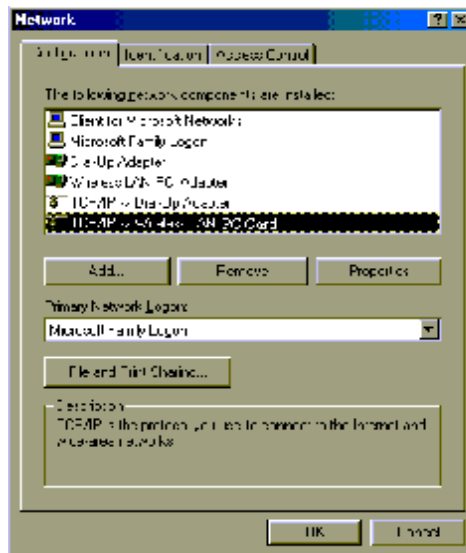 Network
Configuration Identification Access Control
The following network components are installed:
Client for Microsoft Networks
Microsoft Family Logon
Dial-Up Adapter
Wireless LAN PC Adapter
TCP/IP -> Dial-Up Adapter
TCP/IP -> Wireless LAN PC Card
Add... Remove Properties
Primary Network Logon:
Microsoft Family Logon
File and Print Sharing...
Description
TCP/IP is the protocol you use to connect to the Internet and
wide-area networks
OK Cancel